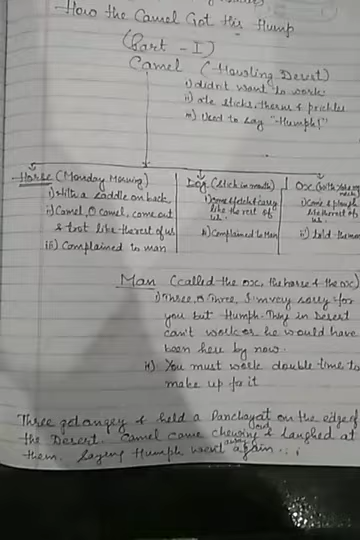 How the Camel Got His Hump
(Part - I)
Camel (Howling Desert)
i) didn't want to work
ii) ate sticks, thorns & prickles
iii) Used to say "Humph!"
Horse (Monday Morning)
i) With a saddle on back
ii) Camel, O Camel, come out
& trot like the rest of us
iii) Complained to man
Dog (Stick in mouth)
i) Come & fetch & carry
like the rest of
us.
ii) Complained to Man
Ox (with yoke on
neck)
i) Come & plough
like the rest of
us
ii) told the man
Man (called the ox, the horse & the ox)
i) Three, O Three, I'm very sorry for
you but Humph-Thing in Desert
can't work or he would have
been here by now.
ii) You must work double time to
make up for it
Three got angry & held a Panchayat on the edge of
the Desert. Camel came chewing cud & laughed at
them. Saying Humph went away again...